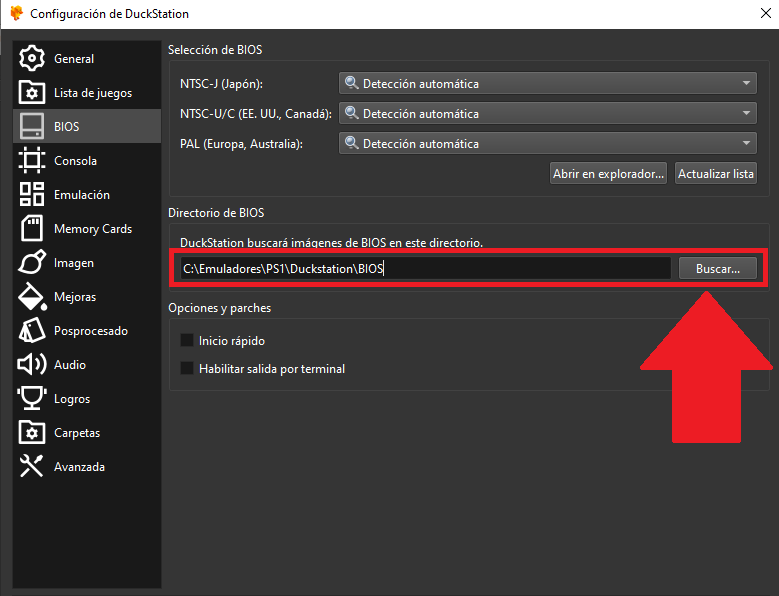 Configuración de DuckStation
General
Lista de juegos
BIOS
Consola
Emulación
Memory Cards
Imagen
Mejoras
Posprocesado
Audio
Logros
Carpetas
Avanzada
Selección de BIOS
NTSC-J (Japón): Detección automática
NTSC-U/C (EE. UU., Canadá): Detección automática
PAL (Europa, Australia): Detección automática
Abrir en explorador... Actualizar lista
Directorio de BIOS
DuckStation buscará imágenes de BIOS en este directorio.
C:\Emuladores\PS1\Duckstation\BIOS Buscar...
Opciones y parches
Inicio rápido
Habilitar salida por terminal